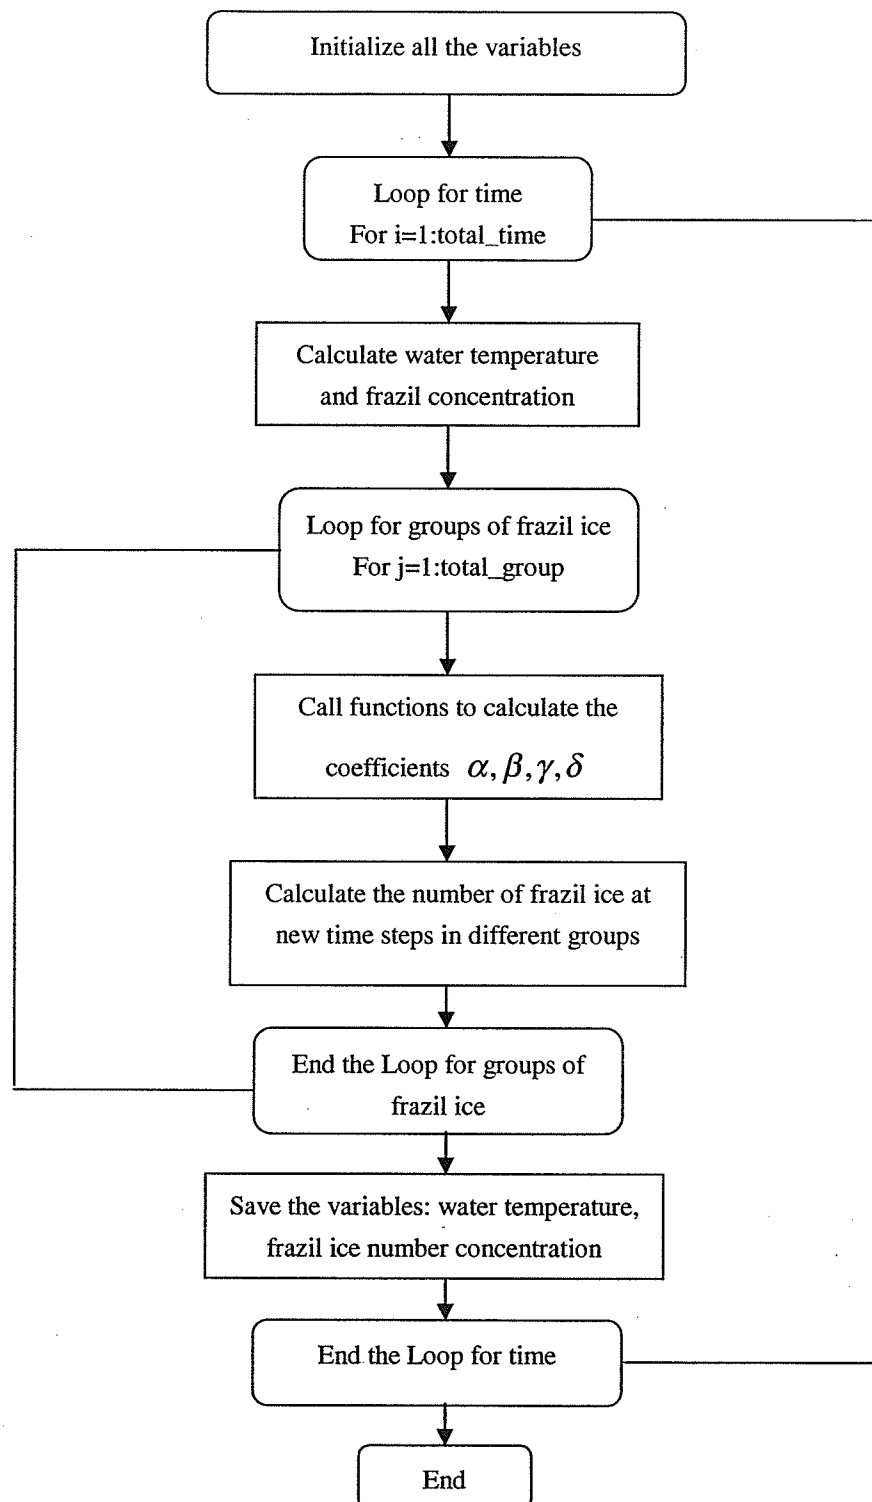 Initialize all the variables
Loop for time
For i=1:total_time
Calculate water temperature
and frazil concentration
Loop for groups of frazil ice
For j=1:total_group
Call functions to calculate the
coefficients α, β, γ, δ
Calculate the number of frazil ice at
new time steps in different groups
End the Loop for groups of
frazil ice
Save the variables: water temperature,
frazil ice number concentration
End the Loop for time
End